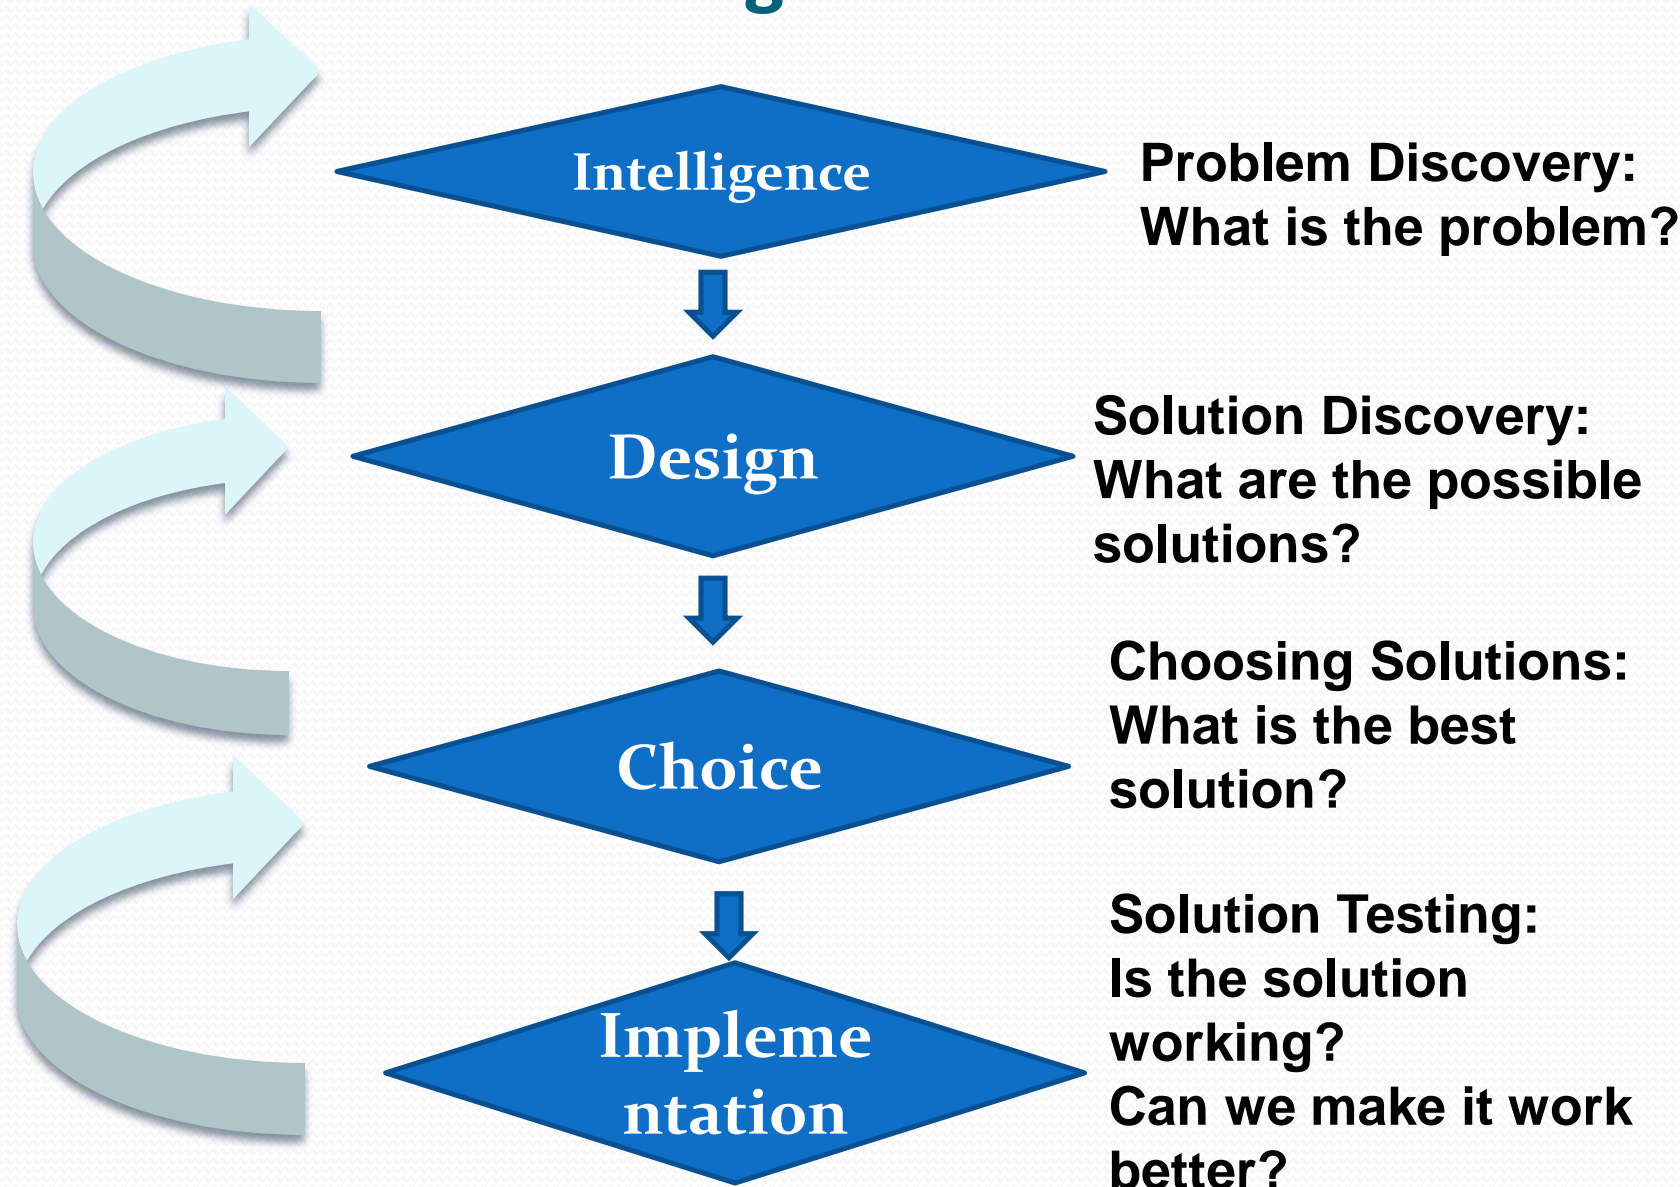 Intelligence
Problem Discovery:
What is the problem?
Design
Solution Discovery:
What are the possible
solutions?
Choice
Choosing Solutions:
What is the best
solution?
Impleme
ntation
Solution Testing:
Is the solution
working?
Can we make it work
better?